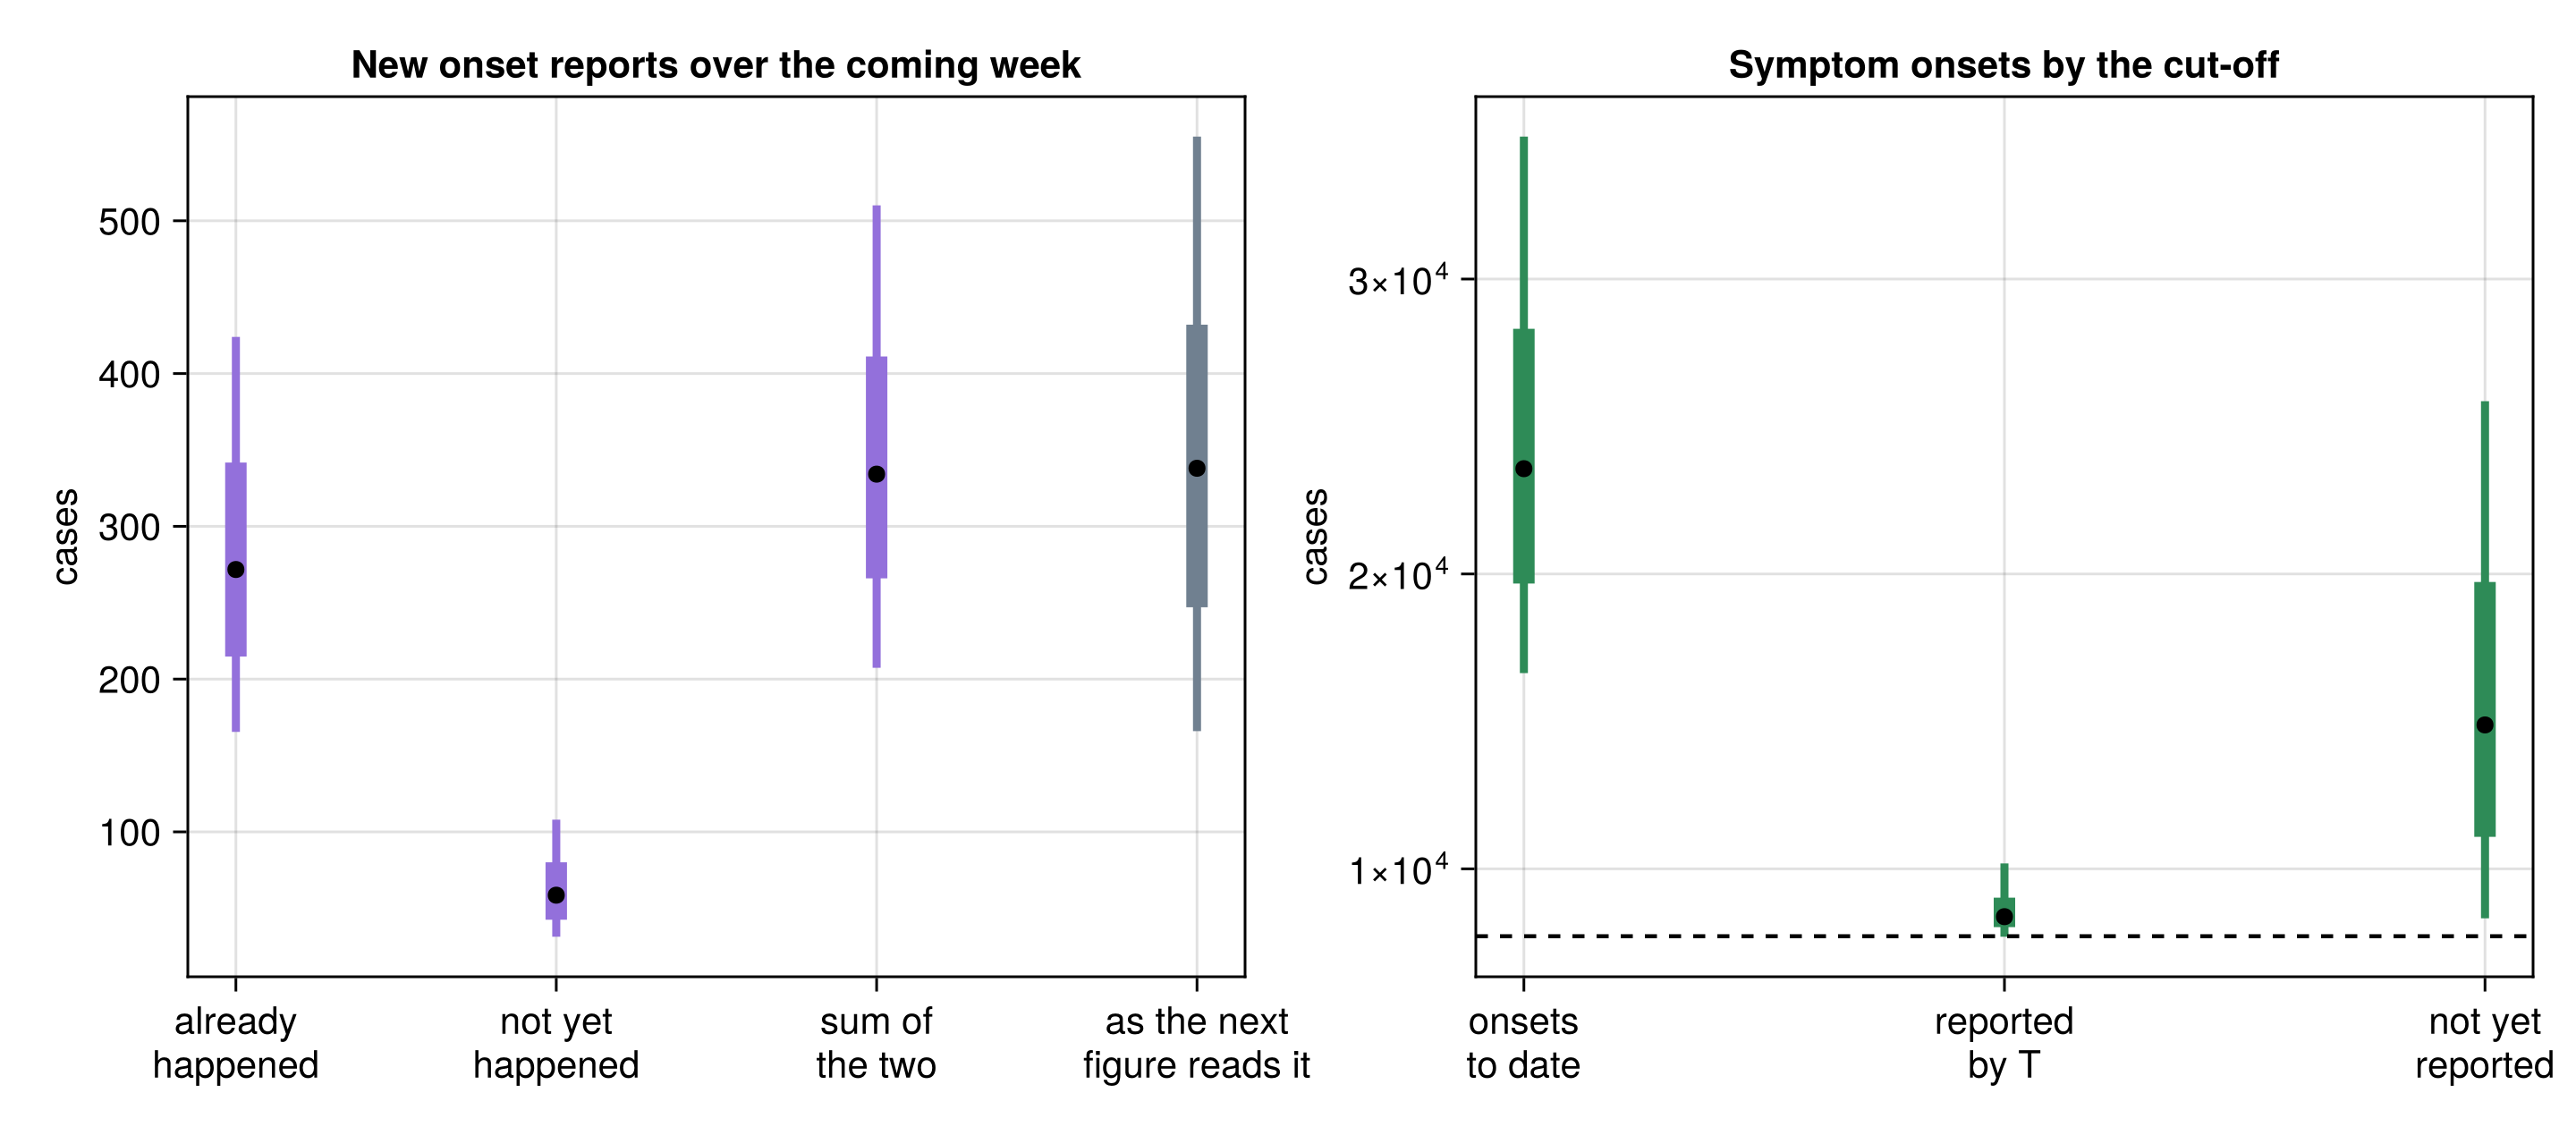 New onset reports over the coming week
cases
500
400
300
200
100
already
happened
not yet
happened
sum of
the two
as the next
figure reads it
Symptom onsets by the cut-off
cases
3×10⁴
2×10⁴
1×10⁴
onsets
to date
reported
by T
not yet
reported